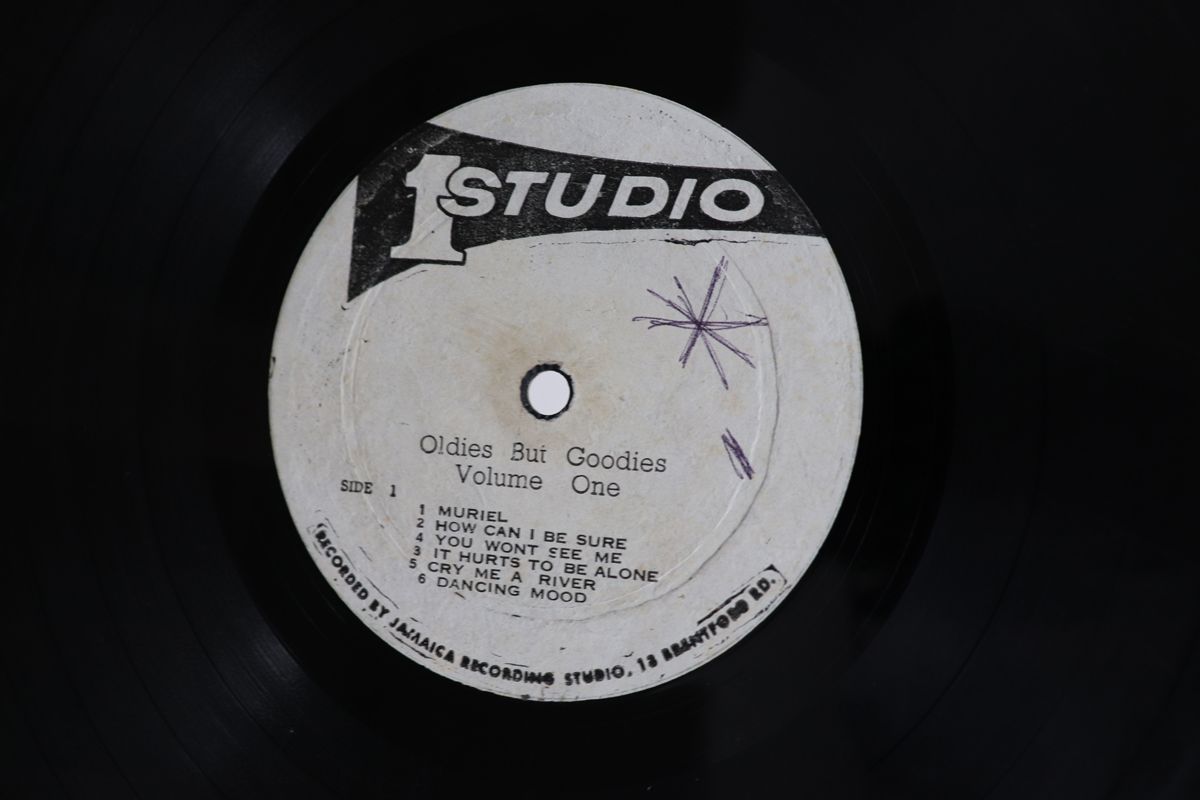 1 STUDIO
Oldies But Goodies
Volume One
SIDE 1
1 MURIEL
2 HOW CAN I BE SURE
4 YOU WONT SEE ME
3 IT HURTS TO BE ALONE
5 CRY ME A RIVER
6 DANCING MOOD
RECORDED BY JAMAICA RECORDING STUDIO, 13 BRENTFORD RD.